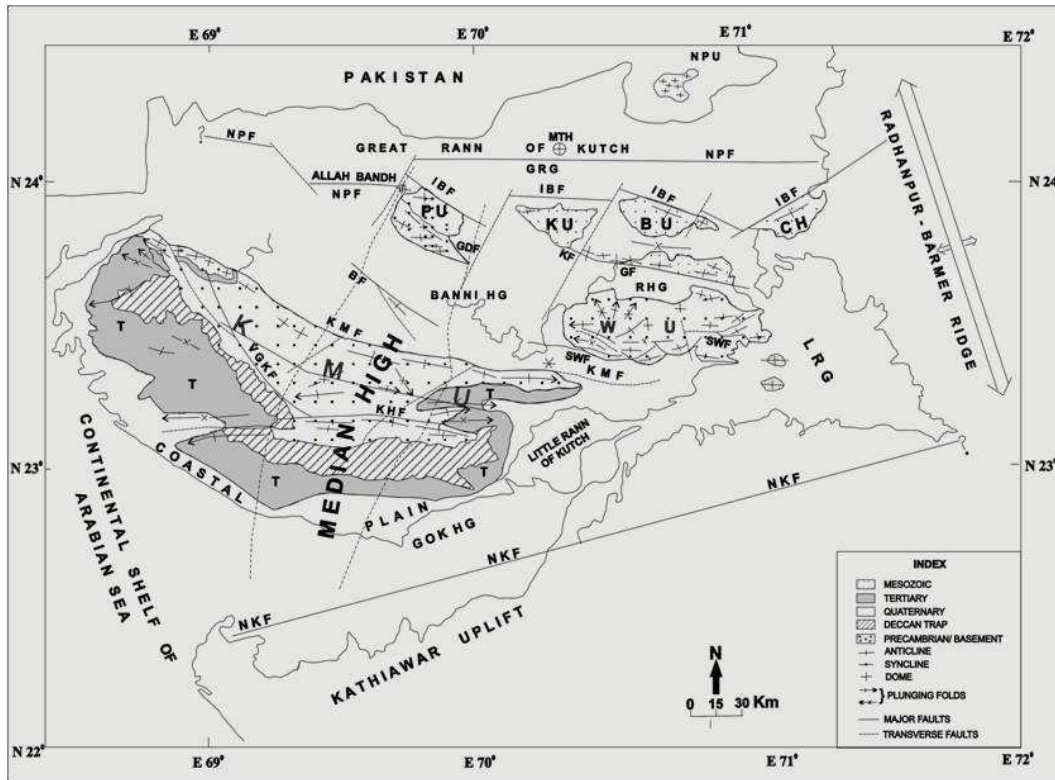 E 69° E 70° E 71° E 72°
NPU
PAKISTAN
NPF
MTH
GREAT RANN OF KUTCH NPF
GRG
N 24° ALLAH BANDH N 24°
NPF
IBF IBF IBF IBF
PU KU BU CH
GDF
KF GF
BF
BANNI HG RHG
RADHANPUR - BARMER RIDGE
K M U
KMF
W U
SWF
SWF
KMF
VGKF
LRG
T
T
T
KHF
MEDIAN HIGH
LITTLE RANN
OF KUTCH
N 23° N 23°
T
T
COASTAL PLAIN
GOK HG
NKF
NKF
NKF
CONTINENTAL SHELF OF
ARABIAN SEA
KATHIAWAR UPLIFT
N
0 15 30 Km
INDEX
MESOZOIC
TERTIARY
QUATERNARY
DECCAN TRAP
PRECAMBRIAN/ BASEMENT
ANTICLINE
SYNCLINE
DOME
PLUNGING FOLDS
MAJOR FAULTS
TRANSVERSE FAULTS
N 22°
E 69° E 70° E 71° E 72°